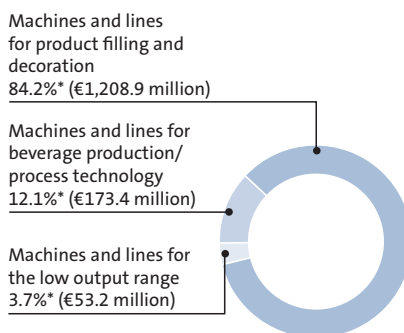 Machines and lines
for product filling and
decoration
84.2%* (€1,208.9 million)
Machines and lines for
beverage production/
process technology
12.1%* (€173.4 million)
Machines and lines for
the low output range
3.7%* (€53.2 million)